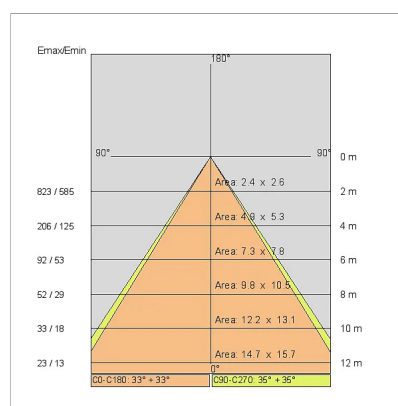 Emax/Emin
180°
90° 90° 0 m
Area: 2.4 x 2.6
823 / 585 2 m
Area: 4.9 x 5.3
206 / 125 4 m
Area: 7.3 x 7.8
92 / 53 6 m
Area: 9.8 x 10.5
52 / 29 8 m
Area: 12.2 x 13.1
33 / 18 10 m
Area: 14.7 x 15.7
23 / 13 12 m
0°
C0-C180: 33° + 33° C90-C270: 35° + 35°